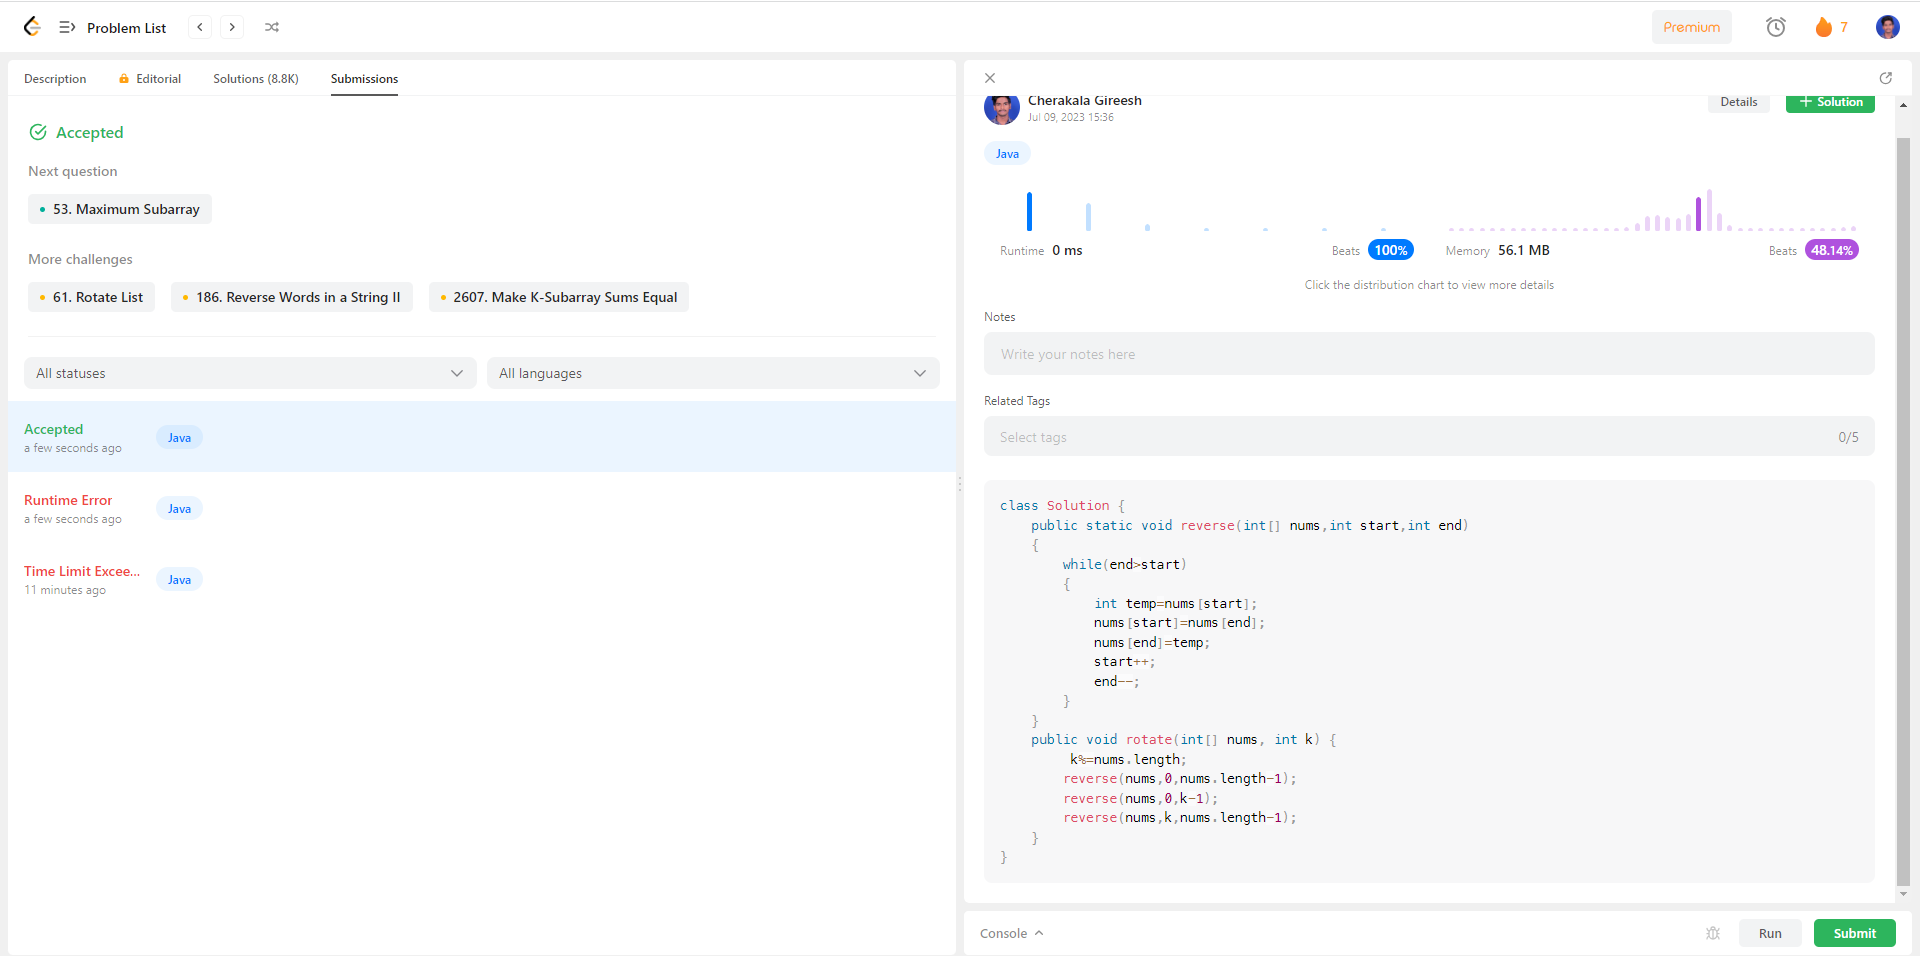 Problem List
Premium
7
Description
Editorial
Solutions (8.8K)
Submissions
Accepted
Next question
53. Maximum Subarray
More challenges
61. Rotate List
186. Reverse Words in a String II
2607. Make K-Subarray Sums Equal
All statuses
All languages
Accepted
a few seconds ago
Java
Runtime Error
a few seconds ago
Java
Time Limit Excee...
11 minutes ago
Java
Cherakala Gireesh
Jul 09, 2023 15:36
Details
+ Solution
Java
Runtime 0 ms
Beats 100%
Memory 56.1 MB
Beats 48.14%
Click the distribution chart to view more details
Notes
Write your notes here
Related Tags
Select tags
0/5
class Solution {
    public static void reverse(int[] nums,int start,int end)
    {
        while(end>start)
        {
            int temp=nums[start];
            nums[start]=nums[end];
            nums[end]=temp;
            start++;
            end--;
        }
    }
    public void rotate(int[] nums, int k) {
         k%=nums.length;
        reverse(nums,0,nums.length-1);
        reverse(nums,0,k-1);
        reverse(nums,k,nums.length-1);
    }
}
Console
Run
Submit